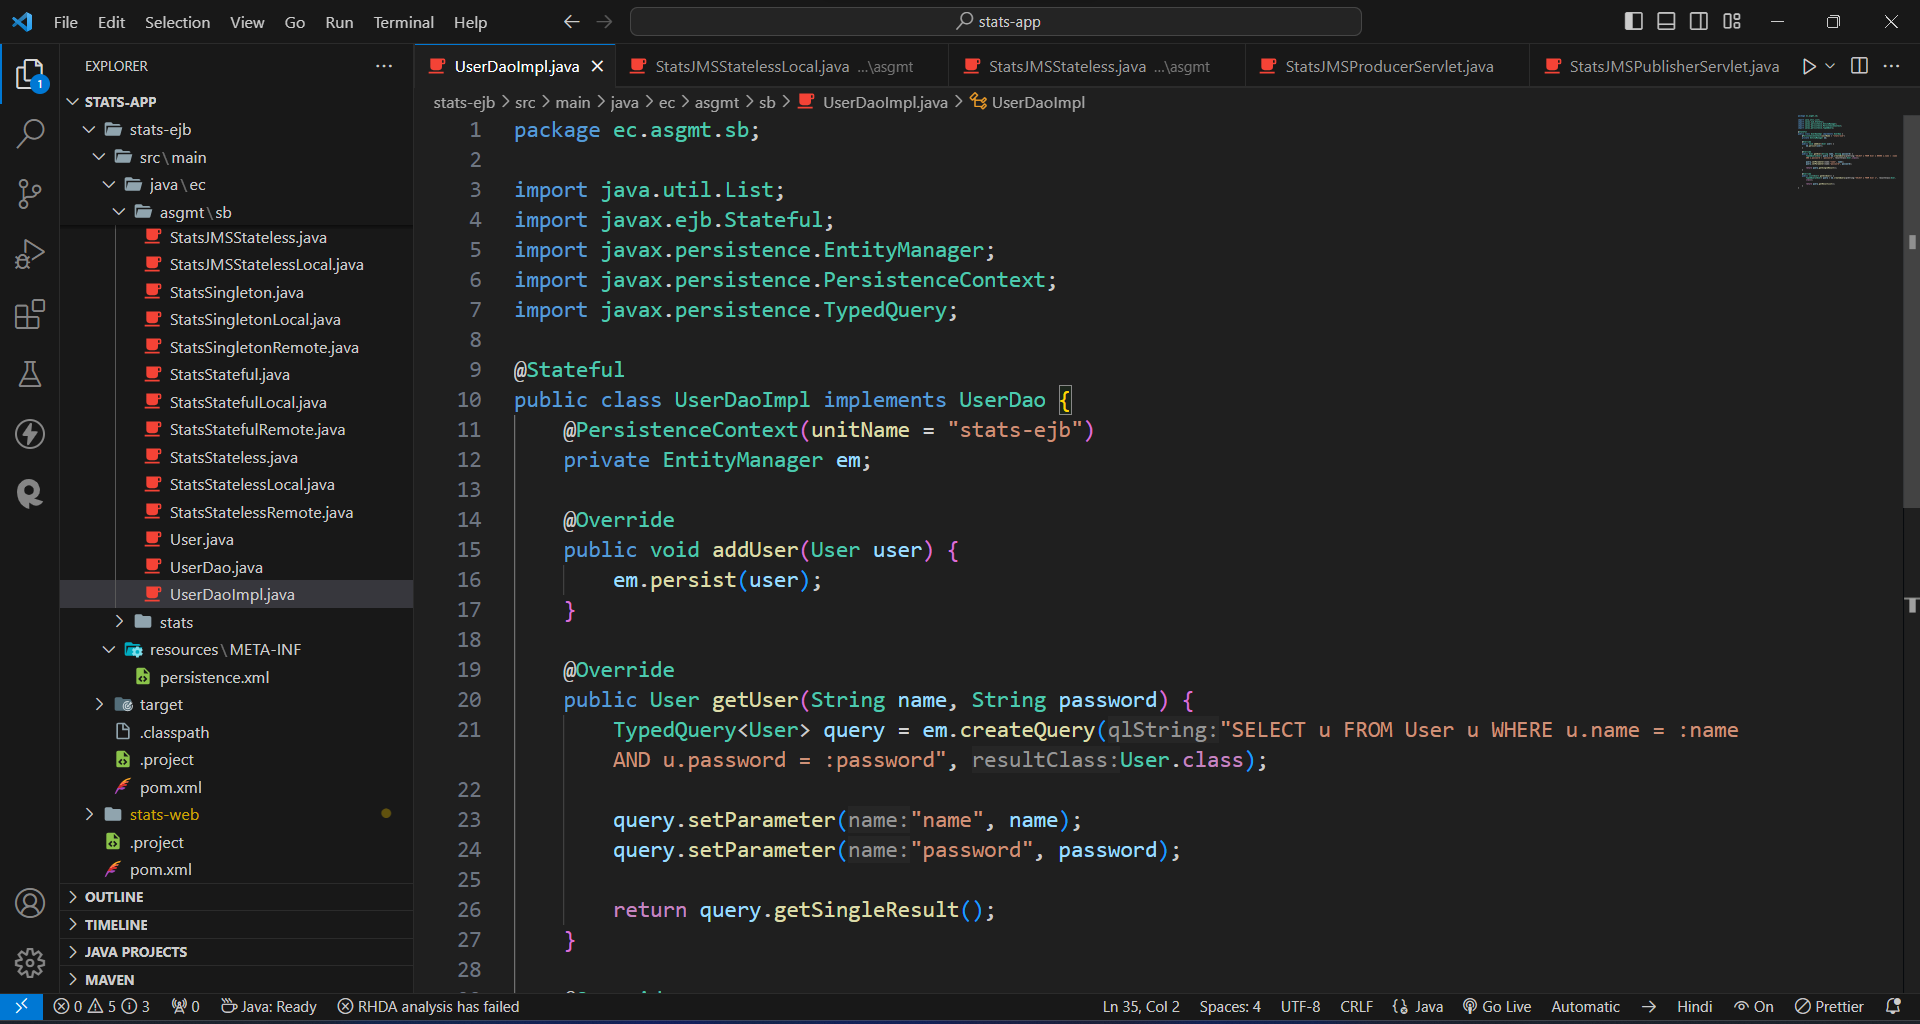 File Edit Selection View Go Run Terminal Help
stats-app
EXPLORER
STATS-APP
stats-ejb
src\main
java\ec
asgmt\sb
StatsJMSStateless.java
StatsJMSStatelessLocal.java
StatsSingleton.java
StatsSingletonLocal.java
StatsSingletonRemote.java
StatsStateful.java
StatsStatefulLocal.java
StatsStatefulRemote.java
StatsStateless.java
StatsStatelessLocal.java
StatsStatelessRemote.java
User.java
UserDao.java
UserDaoImpl.java
stats
resources\META-INF
persistence.xml
target
.classpath
.project
pom.xml
stats-web
.project
pom.xml
OUTLINE
TIMELINE
JAVA PROJECTS
MAVEN
1
UserDaoImpl.java StatsJMSStatelessLocal.java ...\asgmt StatsJMSStateless.java ...\asgmt StatsJMSProducerServlet.java StatsJMSPublisherServlet.java
stats-ejb > src > main > java > ec > asgmt > sb > UserDaoImpl.java > UserDaoImpl
1 package ec.asgmt.sb;
2
3 import java.util.List;
4 import javax.ejb.Stateful;
5 import javax.persistence.EntityManager;
6 import javax.persistence.PersistenceContext;
7 import javax.persistence.TypedQuery;
8
9 @Stateful
10 public class UserDaoImpl implements UserDao {
11 @PersistenceContext(unitName = "stats-ejb")
12 private EntityManager em;
13
14 @Override
15 public void addUser(User user) {
16 em.persist(user);
17 }
18
19 @Override
20 public User getUser(String name, String password) {
21 TypedQuery<User> query = em.createQuery(qlString:"SELECT u FROM User u WHERE u.name = :name
AND u.password = :password", resultClass:User.class);
22
23 query.setParameter(name:"name", name);
24 query.setParameter(name:"password", password);
25
26 return query.getSingleResult();
27 }
28
0 5 3 0 Java: Ready RHDA analysis has failed Ln 35, Col 2 Spaces: 4 UTF-8 CRLF Java Go Live Automatic Hindi On Prettier